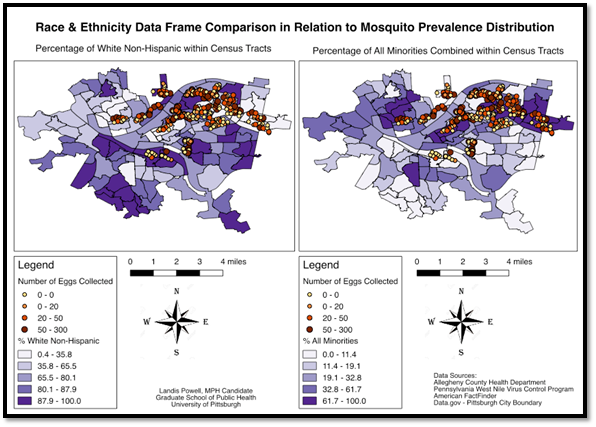 Race & Ethnicity Data Frame Comparison in Relation to Mosquito Prevalence Distribution
Percentage of White Non-Hispanic within Census Tracts
Percentage of All Minorities Combined within Census Tracts
Legend
Number of Eggs Collected
0 - 0
0 - 20
20 - 50
50 - 300
% White Non-Hispanic
0.4 - 35.8
35.8 - 65.5
65.5 - 80.1
80.1 - 87.9
87.9 - 100.0
0 1 2 3 4 miles
N
W E
S
Landis Powell, MPH Candidate
Graduate School of Public Health
University of Pittsburgh
Legend
Number of Eggs Collected
0 - 0
0 - 20
20 - 50
50 - 300
% All Minorities
0.0 - 11.4
11.4 - 19.1
19.1 - 32.8
32.8 - 61.7
61.7 - 100.0
0 1 2 3 4 miles
N
W E
S
Data Sources:
Allegheny County Health Department
Pennsylvania West Nile Virus Control Program
American FactFinder
Data.gov - Pittsburgh City Boundary